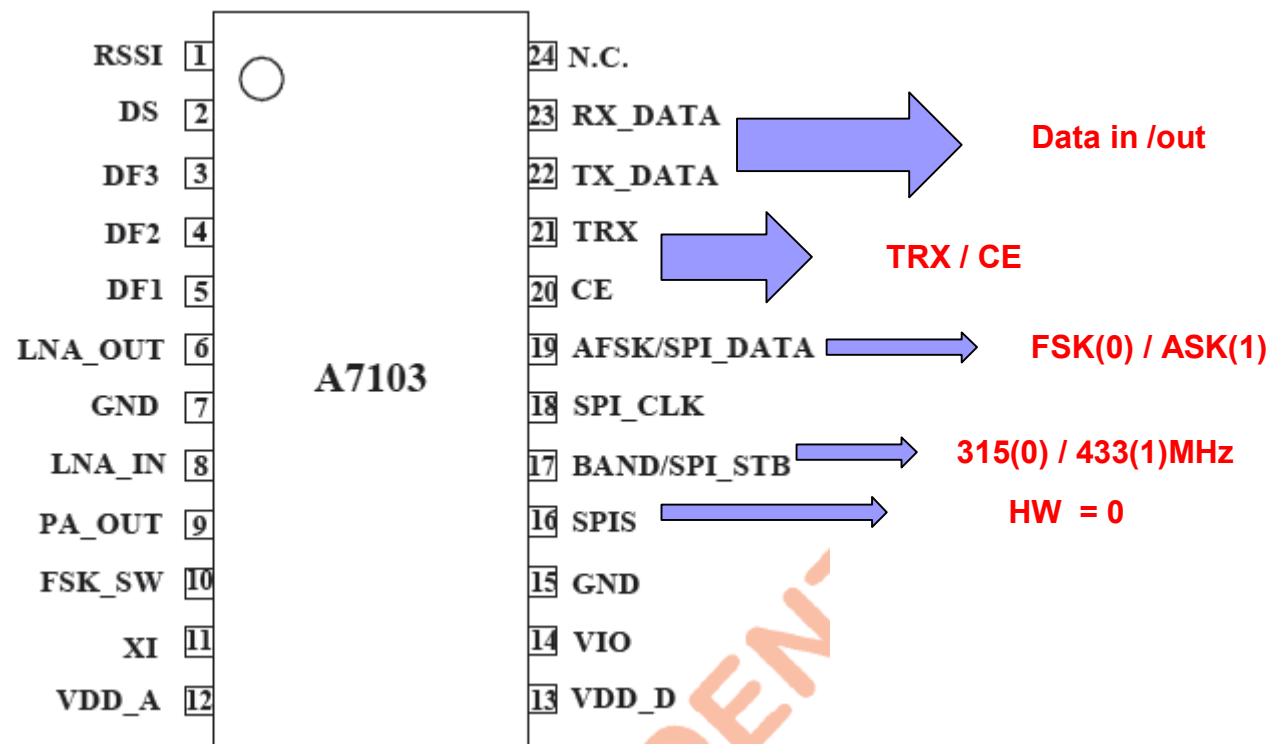 RSSI 1
DS 2
DF3 3
DF2 4
DF1 5
LNA_OUT 6
GND 7
LNA_IN 8
PA_OUT 9
FSK_SW 10
XI 11
VDD_A 12
A7103
24 N.C.
23 RX_DATA
22 TX_DATA
Data in /out
21 TRX
20 CE
TRX / CE
19 AFSK/SPI_DATA
FSK(0) / ASK(1)
18 SPI_CLK
17 BAND/SPI_STB
315(0) / 433(1)MHz
16 SPIS
HW = 0
15 GND
14 VIO
13 VDD_D